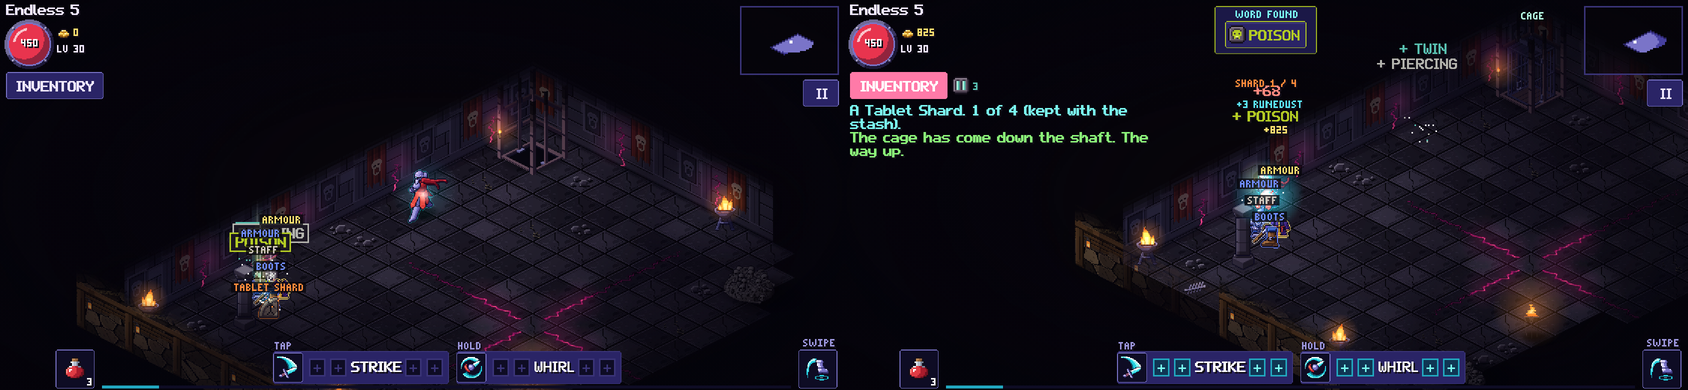 Endless 5
450
0
LV 30
INVENTORY
II
ARMOUR
ARMOUR
POISON
STAFF
BOOTS
TABLET SHARD
TAP
STRIKE
HOLD
WHIRL
SWIPE
3
Endless 5
450
825
LV 30
INVENTORY
3
A Tablet Shard. 1 of 4 (kept with the
stash).
The cage has come down the shaft. The
way up.
WORD FOUND
POISON
+ TWIN
+ PIERCING
CAGE
II
SHARD 1 / 4
+68
+3 RUNEDUST
+ POISON
+825
ARMOUR
ARMOUR
STAFF
BOOTS
TAP
STRIKE
HOLD
WHIRL
SWIPE
3